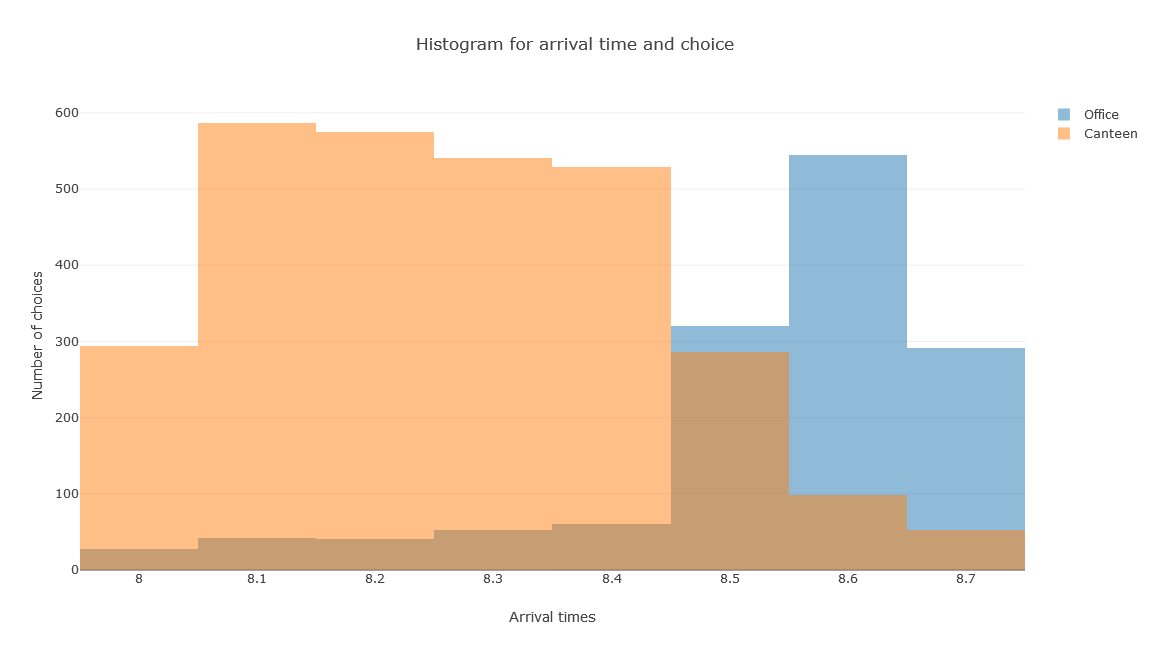 Histogram for arrival time and choice
Office
Canteen
Number of choices
600
500
400
300
200
100
0
8 8.1 8.2 8.3 8.4 8.5 8.6 8.7
Arrival times